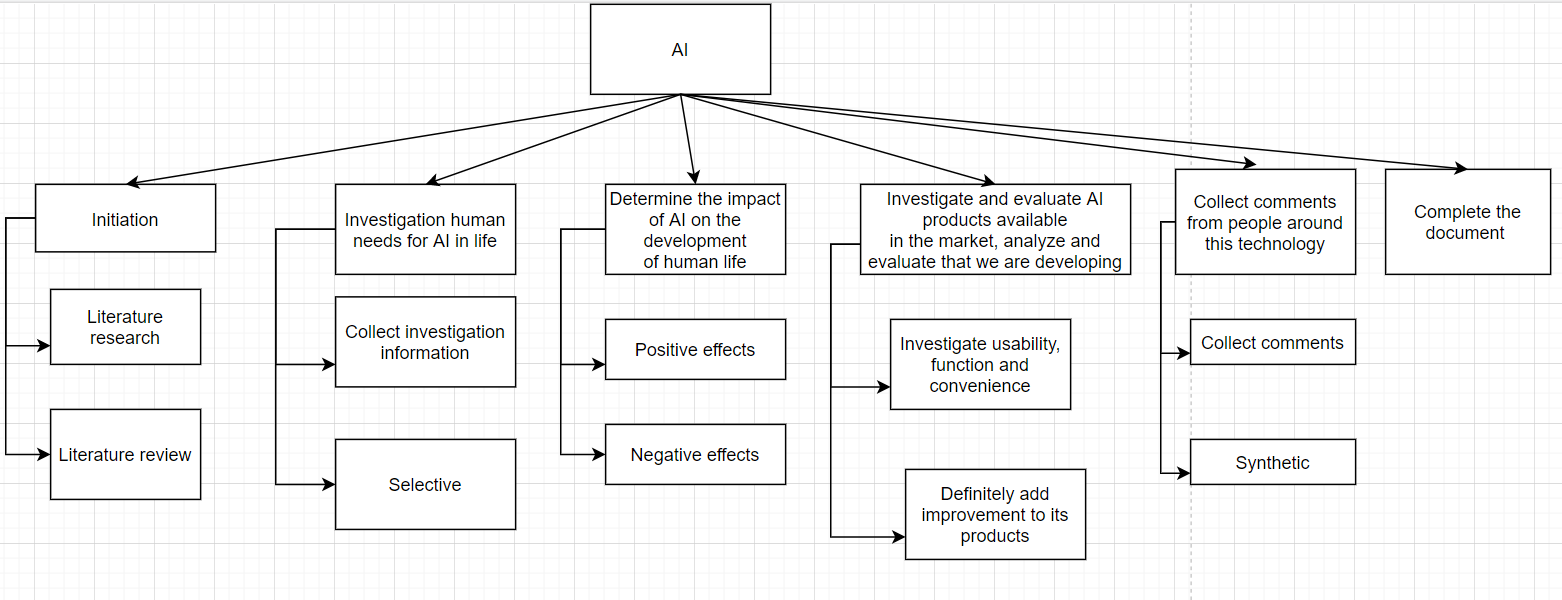 AI
Initiation
Literature
research
Literature review
Investigation human
needs for AI in life
Collect investigation
information
Selective
Determine the impact
of AI on the
development
of human life
Positive effects
Negative effects
Investigate and evaluate AI
products available
in the market, analyze and
evaluate that we are developing
Investigate usability,
function and
convenience
Definitely add
improvement to its
products
Collect comments
from people around
this technology
Collect comments
Synthetic
Complete the
document